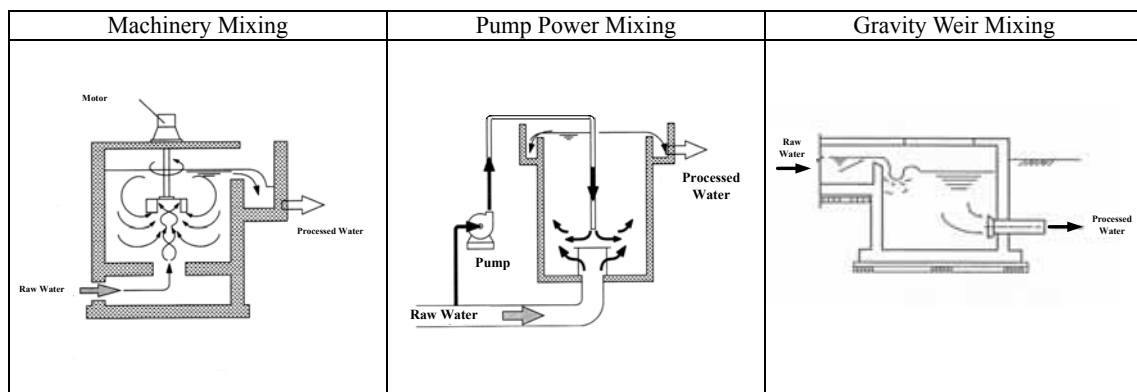 Machinery Mixing
Pump Power Mixing
Gravity Weir Mixing
Motor
Raw Water
Processed Water
Pump
Raw Water
Processed
Water
Raw
Water
Processed
Water